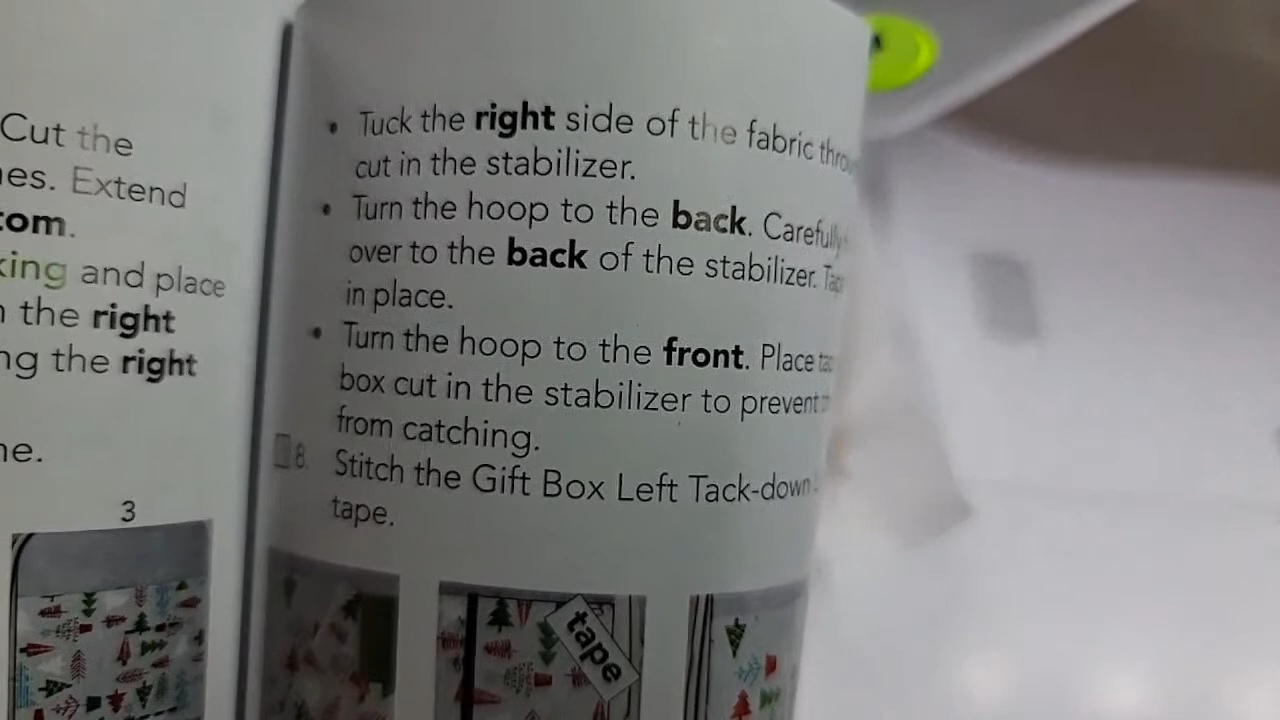 Cut the
es. Extend
tom.
king and place
the right
ng the right
ne.
3
• Tuck the right side of the fabric
cut in the stabilizer.
• Turn the hoop to the back. Carefully
over to the back of the stabilizer.
in place.
• Turn the hoop to the front. Place
box cut in the stabilizer to prevent
from catching.
8. Stitch the Gift Box Left Tack-down
tape.
tape